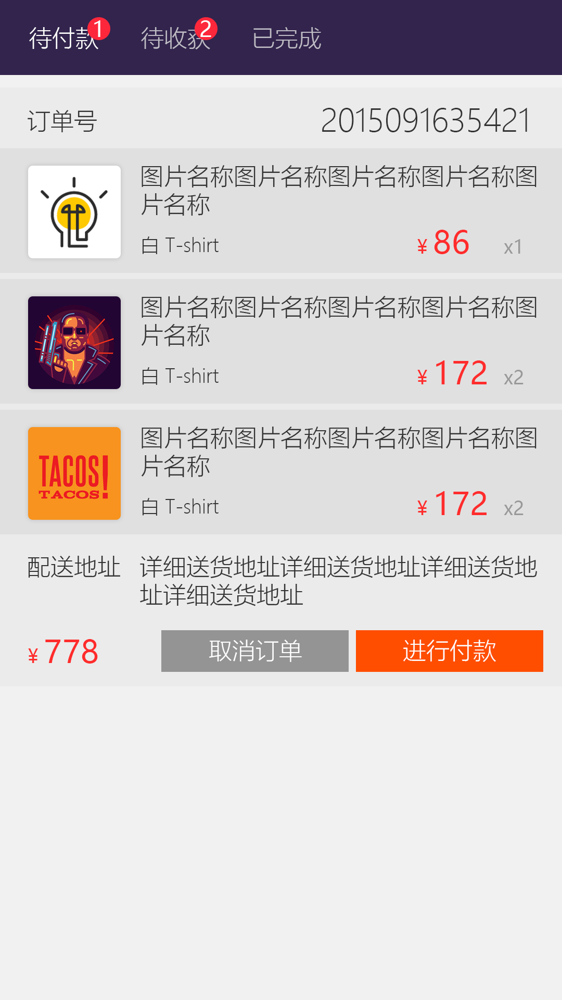 待付款 1 待收获 2 已完成
订单号 2015091635421
图片名称图片名称图片名称图片名称图
片名称
白 T-shirt ¥ 86 x1
图片名称图片名称图片名称图片名称图
片名称
白 T-shirt ¥ 172 x2
TACOS!
TACOS
图片名称图片名称图片名称图片名称图
片名称
白 T-shirt ¥ 172 x2
配送地址 详细送货地址详细送货地址详细送货地
址详细送货地址
¥ 778 取消订单 进行付款